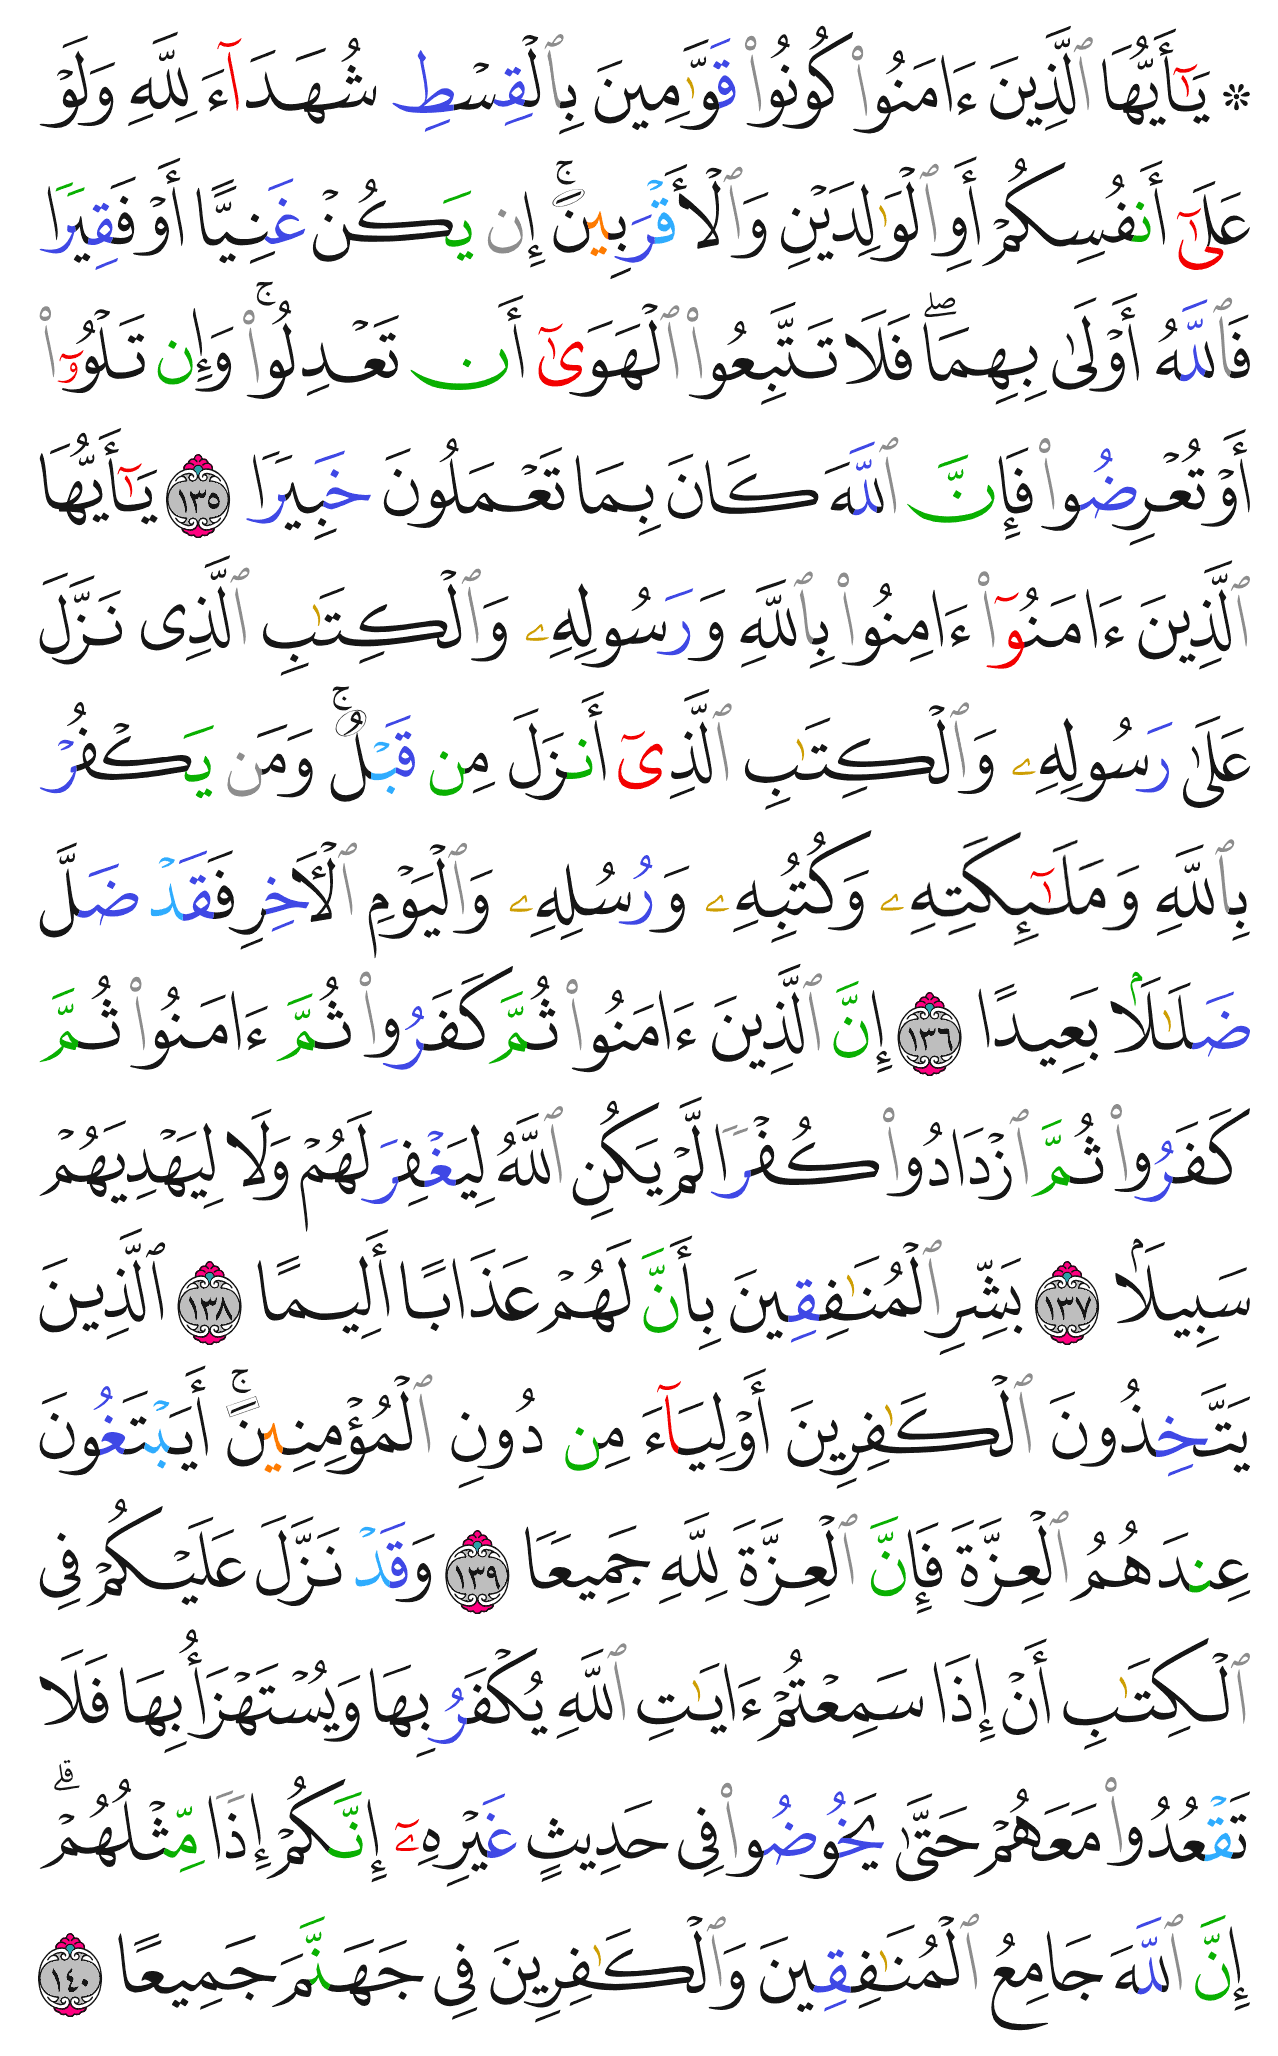 ۞ يَـٰٓأَيُّهَا ٱلَّذِينَ ءَامَنُوا۟ كُونُوا۟ قَوَّٰمِينَ بِٱلْقِسْطِ شُهَدَآءَ لِلَّهِ وَلَوْ
عَلَىٰٓ أَنفُسِكُمْ أَوِ ٱلْوَٰلِدَيْنِ وَٱلْأَقْرَبِينَ ۚ إِن يَكُنْ غَنِيًّا أَوْ فَقِيرًا
فَٱللَّهُ أَوْلَىٰ بِهِمَا ۖ فَلَا تَتَّبِعُوا۟ ٱلْهَوَىٰٓ أَن تَعْدِلُوا۟ ۚ وَإِن تَلْوُۥٓا۟
أَوْ تُعْرِضُوا۟ فَإِنَّ ٱللَّهَ كَانَ بِمَا تَعْمَلُونَ خَبِيرًا ١٣٥ يَـٰٓأَيُّهَا
ٱلَّذِينَ ءَامَنُوٓا۟ ءَامِنُوا۟ بِٱللَّهِ وَرَسُولِهِۦ وَٱلْكِتَـٰبِ ٱلَّذِى نَزَّلَ
عَلَىٰ رَسُولِهِۦ وَٱلْكِتَـٰبِ ٱلَّذِىٓ أَنزَلَ مِن قَبْلُ ۚ وَمَن يَكْفُرْ
بِٱللَّهِ وَمَلَـٰٓئِكَتِهِۦ وَكُتُبِهِۦ وَرُسُلِهِۦ وَٱلْيَوْمِ ٱلْـَٔاخِرِ فَقَدْ ضَلَّ
ضَلَـٰلًۢا بَعِيدًا ١٣٦ إِنَّ ٱلَّذِينَ ءَامَنُوا۟ ثُمَّ كَفَرُوا۟ ثُمَّ ءَامَنُوا۟ ثُمَّ
كَفَرُوا۟ ثُمَّ ٱزْدَادُوا۟ كُفْرًا لَّمْ يَكُنِ ٱللَّهُ لِيَغْفِرَ لَهُمْ وَلَا لِيَهْدِيَهُمْ
سَبِيلًۢا ١٣٧ بَشِّرِ ٱلْمُنَـٰفِقِينَ بِأَنَّ لَهُمْ عَذَابًا أَلِيمًا ١٣٨ ٱلَّذِينَ
يَتَّخِذُونَ ٱلْكَـٰفِرِينَ أَوْلِيَآءَ مِن دُونِ ٱلْمُؤْمِنِينَ ۚ أَيَبْتَغُونَ
عِندَهُمُ ٱلْعِزَّةَ فَإِنَّ ٱلْعِزَّةَ لِلَّهِ جَمِيعًا ١٣٩ وَقَدْ نَزَّلَ عَلَيْكُمْ فِى
ٱلْكِتَـٰبِ أَنْ إِذَا سَمِعْتُمْ ءَايَـٰتِ ٱللَّهِ يُكْفَرُ بِهَا وَيُسْتَهْزَأُ بِهَا فَلَا
تَقْعُدُوا۟ مَعَهُمْ حَتَّىٰ يَخُوضُوا۟ فِى حَدِيثٍ غَيْرِهِۦٓ إِنَّكُمْ إِذًا مِّثْلُهُمْ ۗ
إِنَّ ٱللَّهَ جَامِعُ ٱلْمُنَـٰفِقِينَ وَٱلْكَـٰفِرِينَ فِى جَهَنَّمَ جَمِيعًا ١٤٠